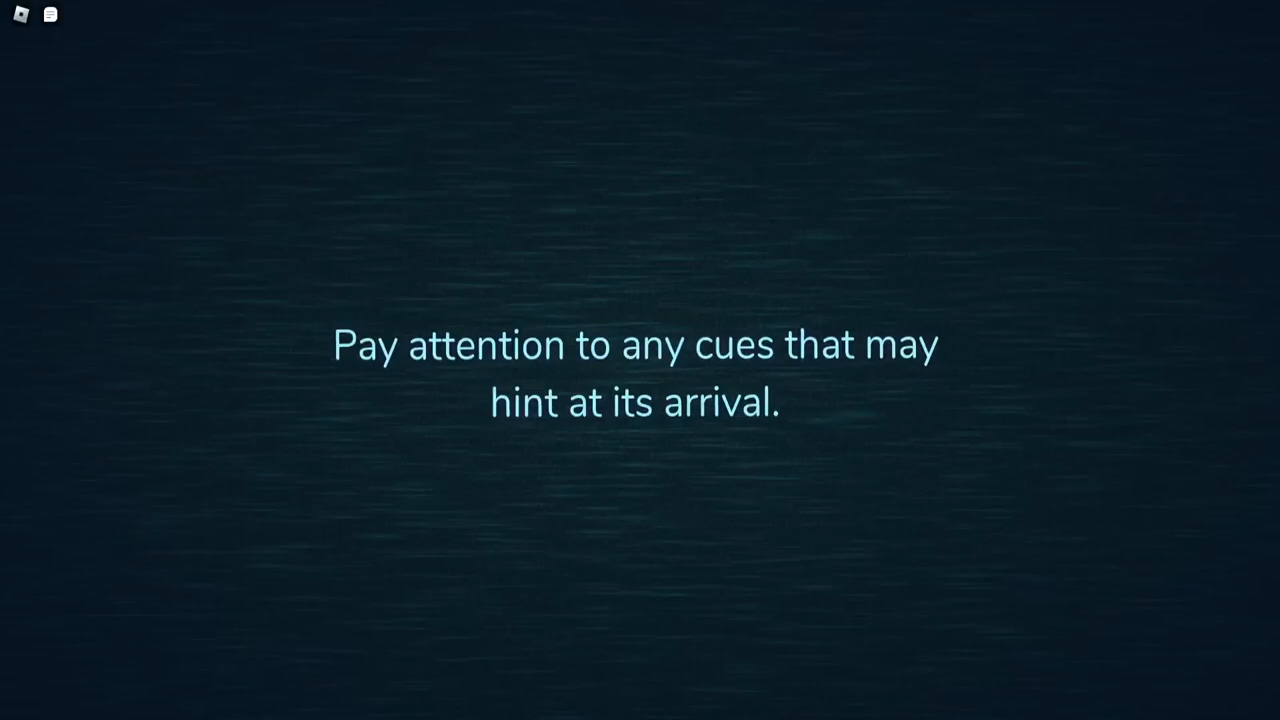 Pay attention to any cues that may
hint at its arrival.